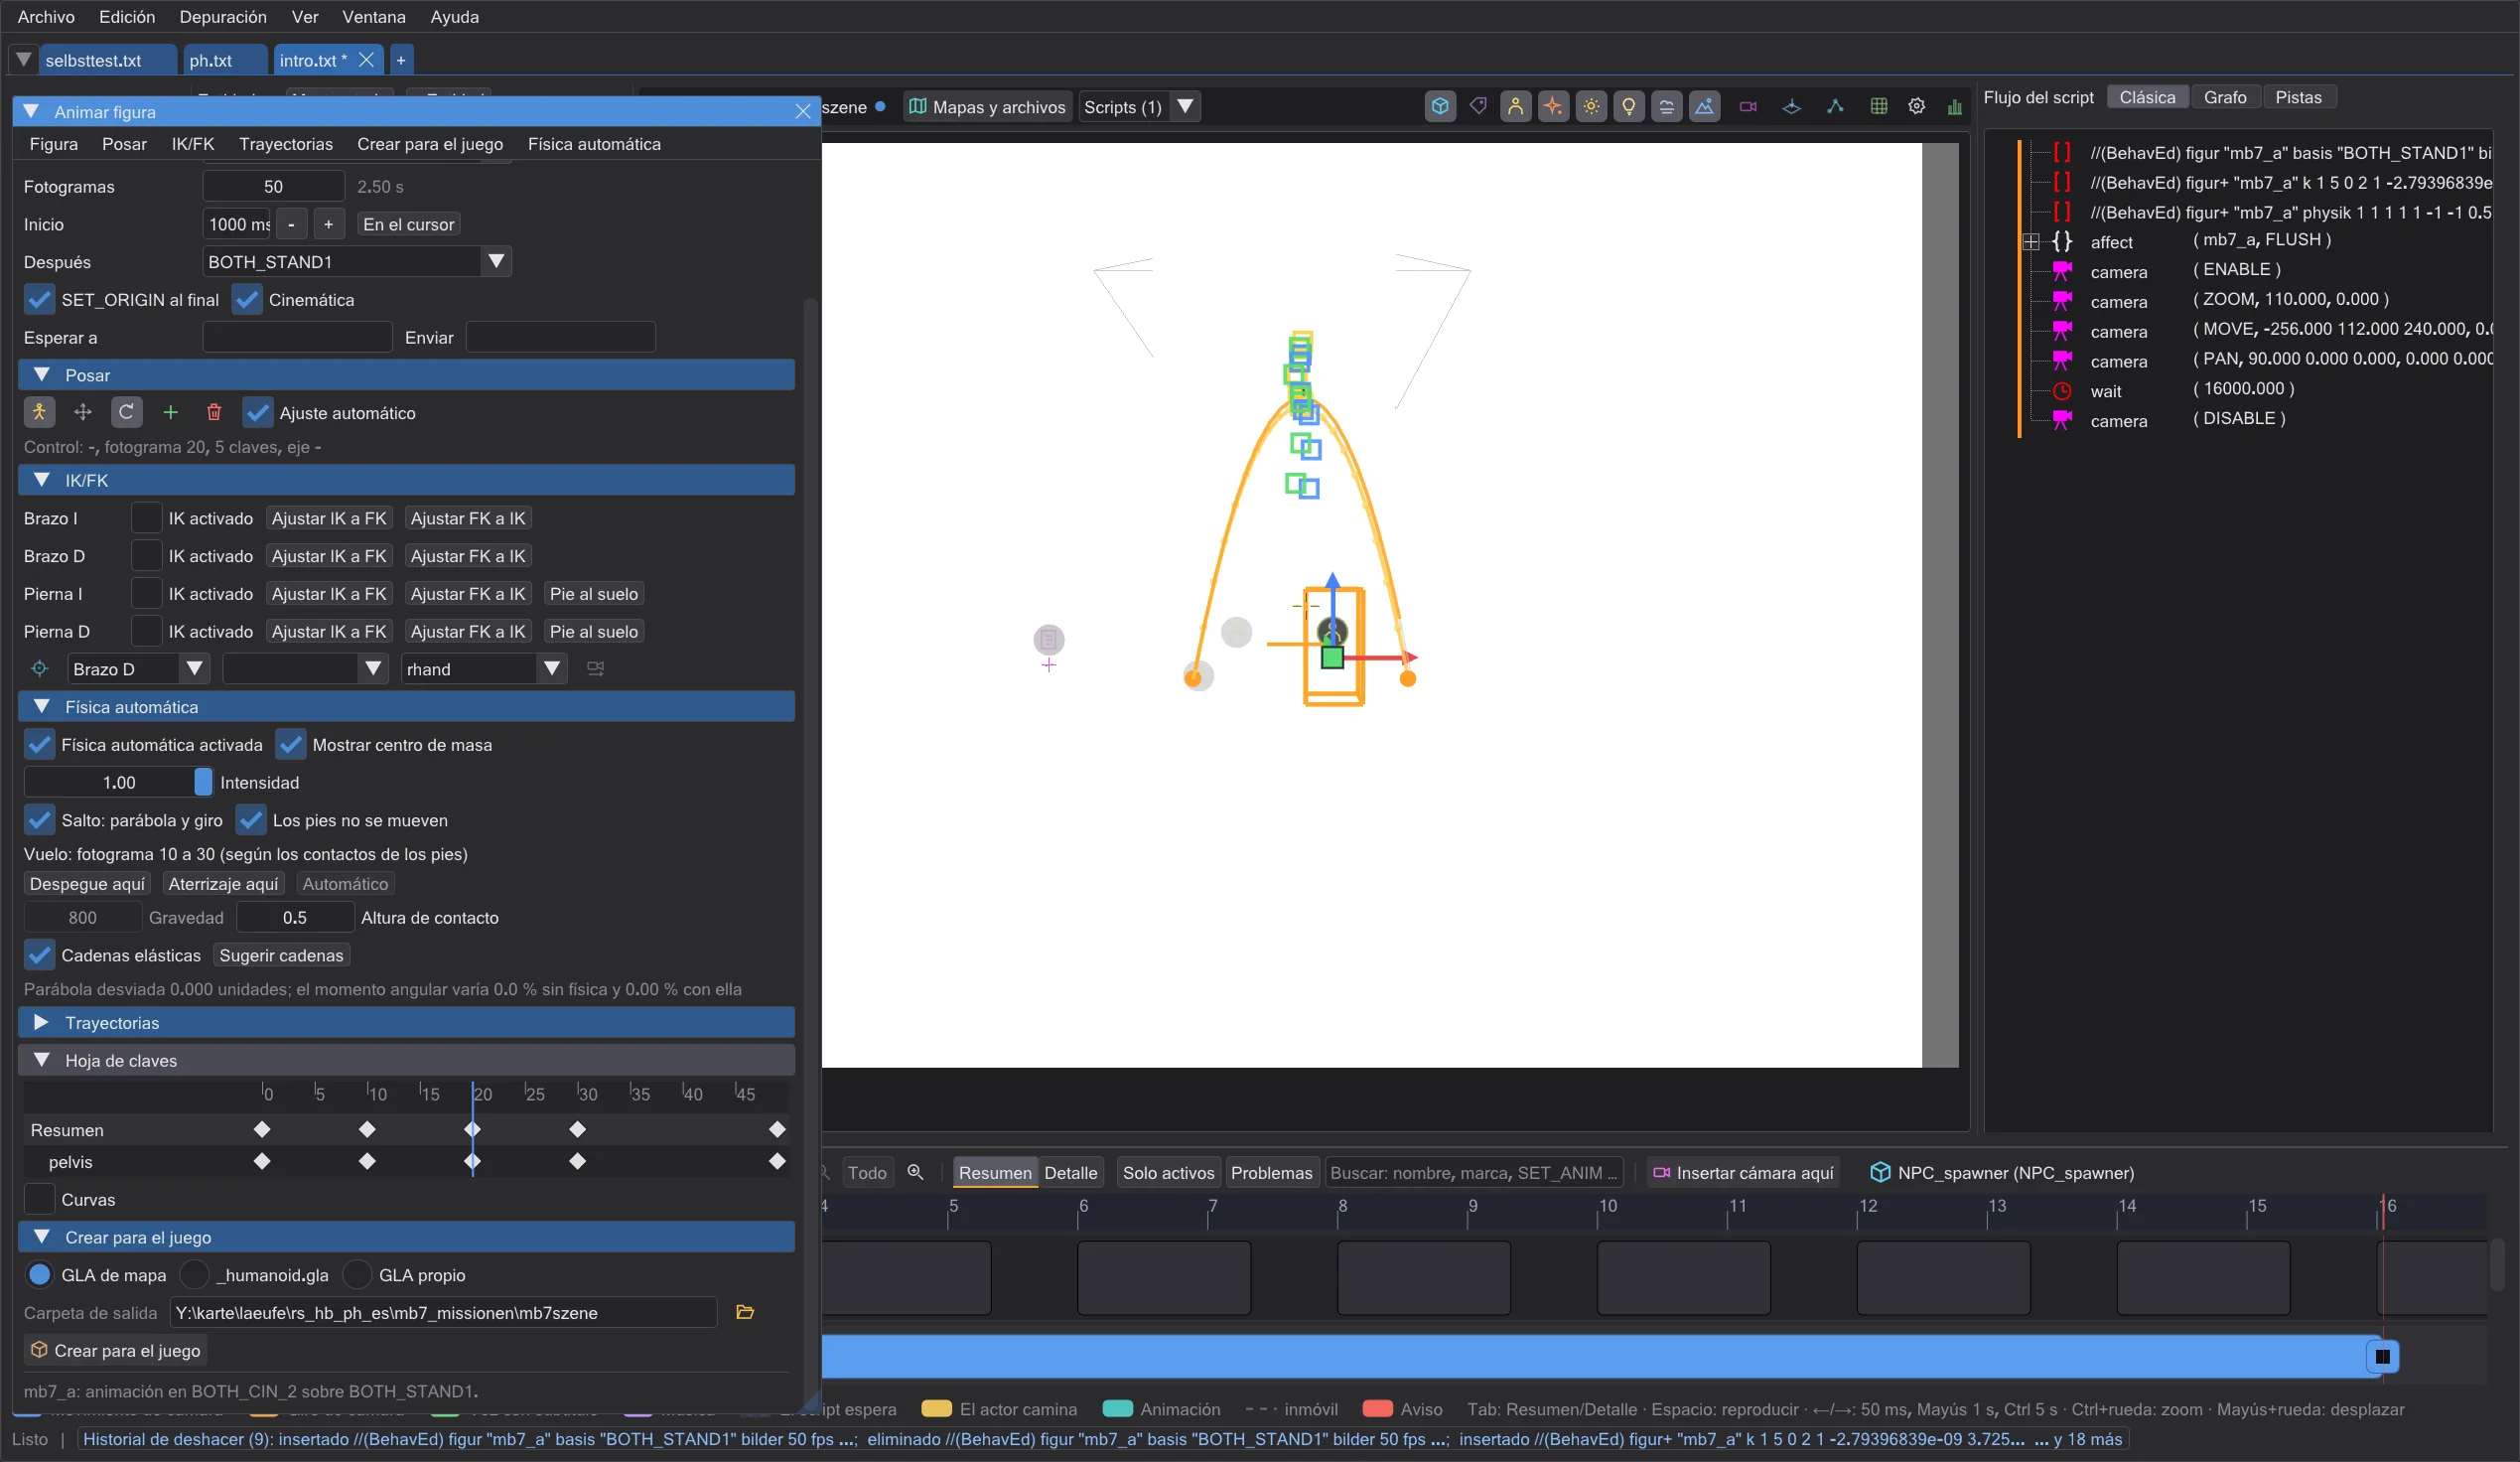 Archivo Edición Depuración Ver Ventana Ayuda
selbsttest.txt ph.txt intro.txt * +
Animar figura
szene Mapas y archivos Scripts (1)
Flujo del script Clásica Grafo Pistas
Figura Posar IK/FK Trayectorias Crear para el juego Física automática
Fotogramas 50 2.50 s
Inicio 1000 ms - + En el cursor
Después BOTH_STAND1
SET_ORIGIN al final Cinemática
Esperar a Enviar
Posar
Ajuste automático
Control: -, fotograma 20, 5 claves, eje -
IK/FK
Brazo I IK activado Ajustar IK a FK Ajustar FK a IK
Brazo D IK activado Ajustar IK a FK Ajustar FK a IK
Pierna I IK activado Ajustar IK a FK Ajustar FK a IK Pie al suelo
Pierna D IK activado Ajustar IK a FK Ajustar FK a IK Pie al suelo
Brazo D rhand
Física automática
Física automática activada Mostrar centro de masa
1.00 Intensidad
Salto: parábola y giro Los pies no se mueven
Vuelo: fotograma 10 a 30 (según los contactos de los pies)
Despegue aquí Aterrizaje aquí Automático
800 Gravedad 0.5 Altura de contacto
Cadenas elásticas Sugerir cadenas
Parábola desviada 0.000 unidades; el momento angular varía 0.0 % sin física y 0.00 % con ella
Trayectorias
Hoja de claves
0 5 10 15 20 25 30 35 40 45
Resumen
pelvis
Curvas
Crear para el juego
GLA de mapa _humanoid.gla GLA propio
Carpeta de salida Y:\karte\laeufe\rs_hb_ph_es\mb7_missionen\mb7szene
Crear para el juego
mb7_a: animación en BOTH_CIN_2 sobre BOTH_STAND1.
//(BehavEd) figur "mb7_a" basis "BOTH_STAND1" bi
//(BehavEd) figur+ "mb7_a" k 1 5 0 2 1 -2.79396839e
//(BehavEd) figur+ "mb7_a" physik 1 1 1 1 1 -1 -1 0.5
affect ( mb7_a, FLUSH )
camera ( ENABLE )
camera ( ZOOM, 110.000, 0.000 )
camera ( MOVE, -256.000 112.000 240.000, 0.0
camera ( PAN, 90.000 0.000 0.000, 0.000 0.000
wait ( 16000.000 )
camera ( DISABLE )
Todo Resumen Detalle Solo activos Problemas Buscar: nombre, marca, SET_ANIM ... Insertar cámara aquí NPC_spawner (NPC_spawner)
4 5 6 7 8 9 10 11 12 13 14 15 16
script espera El actor camina Animación inmóvil Aviso Tab: Resumen/Detalle · Espacio: reproducir · ←/→: 50 ms, Mayús 1 s, Ctrl 5 s · Ctrl+rueda: zoom · Mayús+rueda: desplazar
Listo | Historial de deshacer (9): insertado //(BehavEd) figur "mb7_a" basis "BOTH_STAND1" bilder 50 fps ...; eliminado //(BehavEd) figur "mb7_a" basis "BOTH_STAND1" bilder 50 fps ...; insertado //(BehavEd) figur+ "mb7_a" k 1 5 0 2 1 -2.79396839e-09 3.725... ... y 18 más